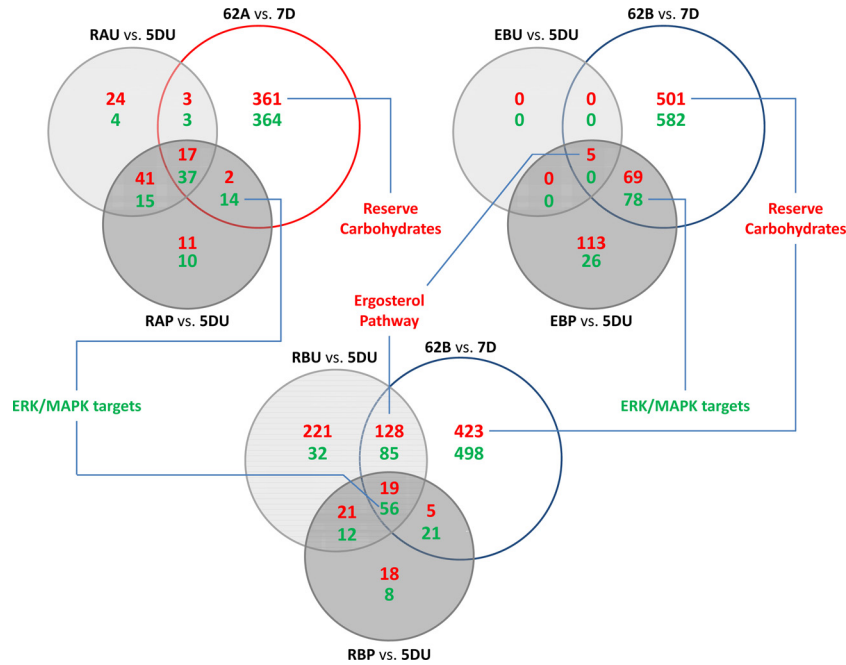 62A vs. 7D
RAU vs. 5DU
24
4
3
3
361
364
17
37
41
15
2
14
11
10
RAP vs. 5DU
Reserve
Carbohydrates
62B vs. 7D
EBU vs. 5DU
0
0
0
0
501
582
5
0
0
0
69
78
113
26
EBP vs. 5DU
Reserve
Carbohydrates
Ergosterol
Pathway
ERK/MAPK targets
ERK/MAPK targets
RBU vs. 5DU
62B vs. 7D
221
32
128
85
423
498
19
56
21
12
5
21
18
8
RBP vs. 5DU